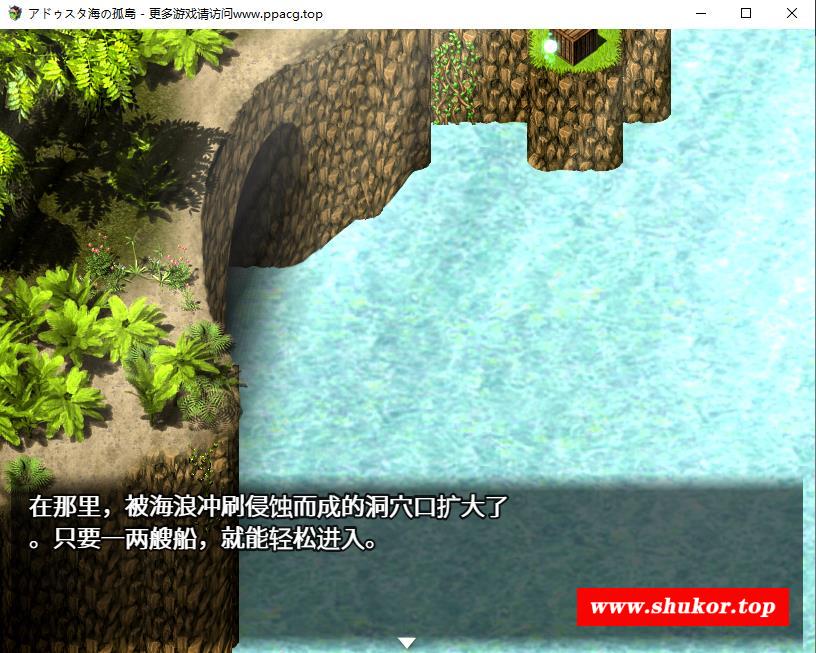 アドゥスタ海の孤島 - 更多游戏请访问www.ppacg.top
在那里，被海浪冲刷侵蚀而成的洞穴口扩大了
。只要一两艘船，就能轻松进入。
www.shukor.top